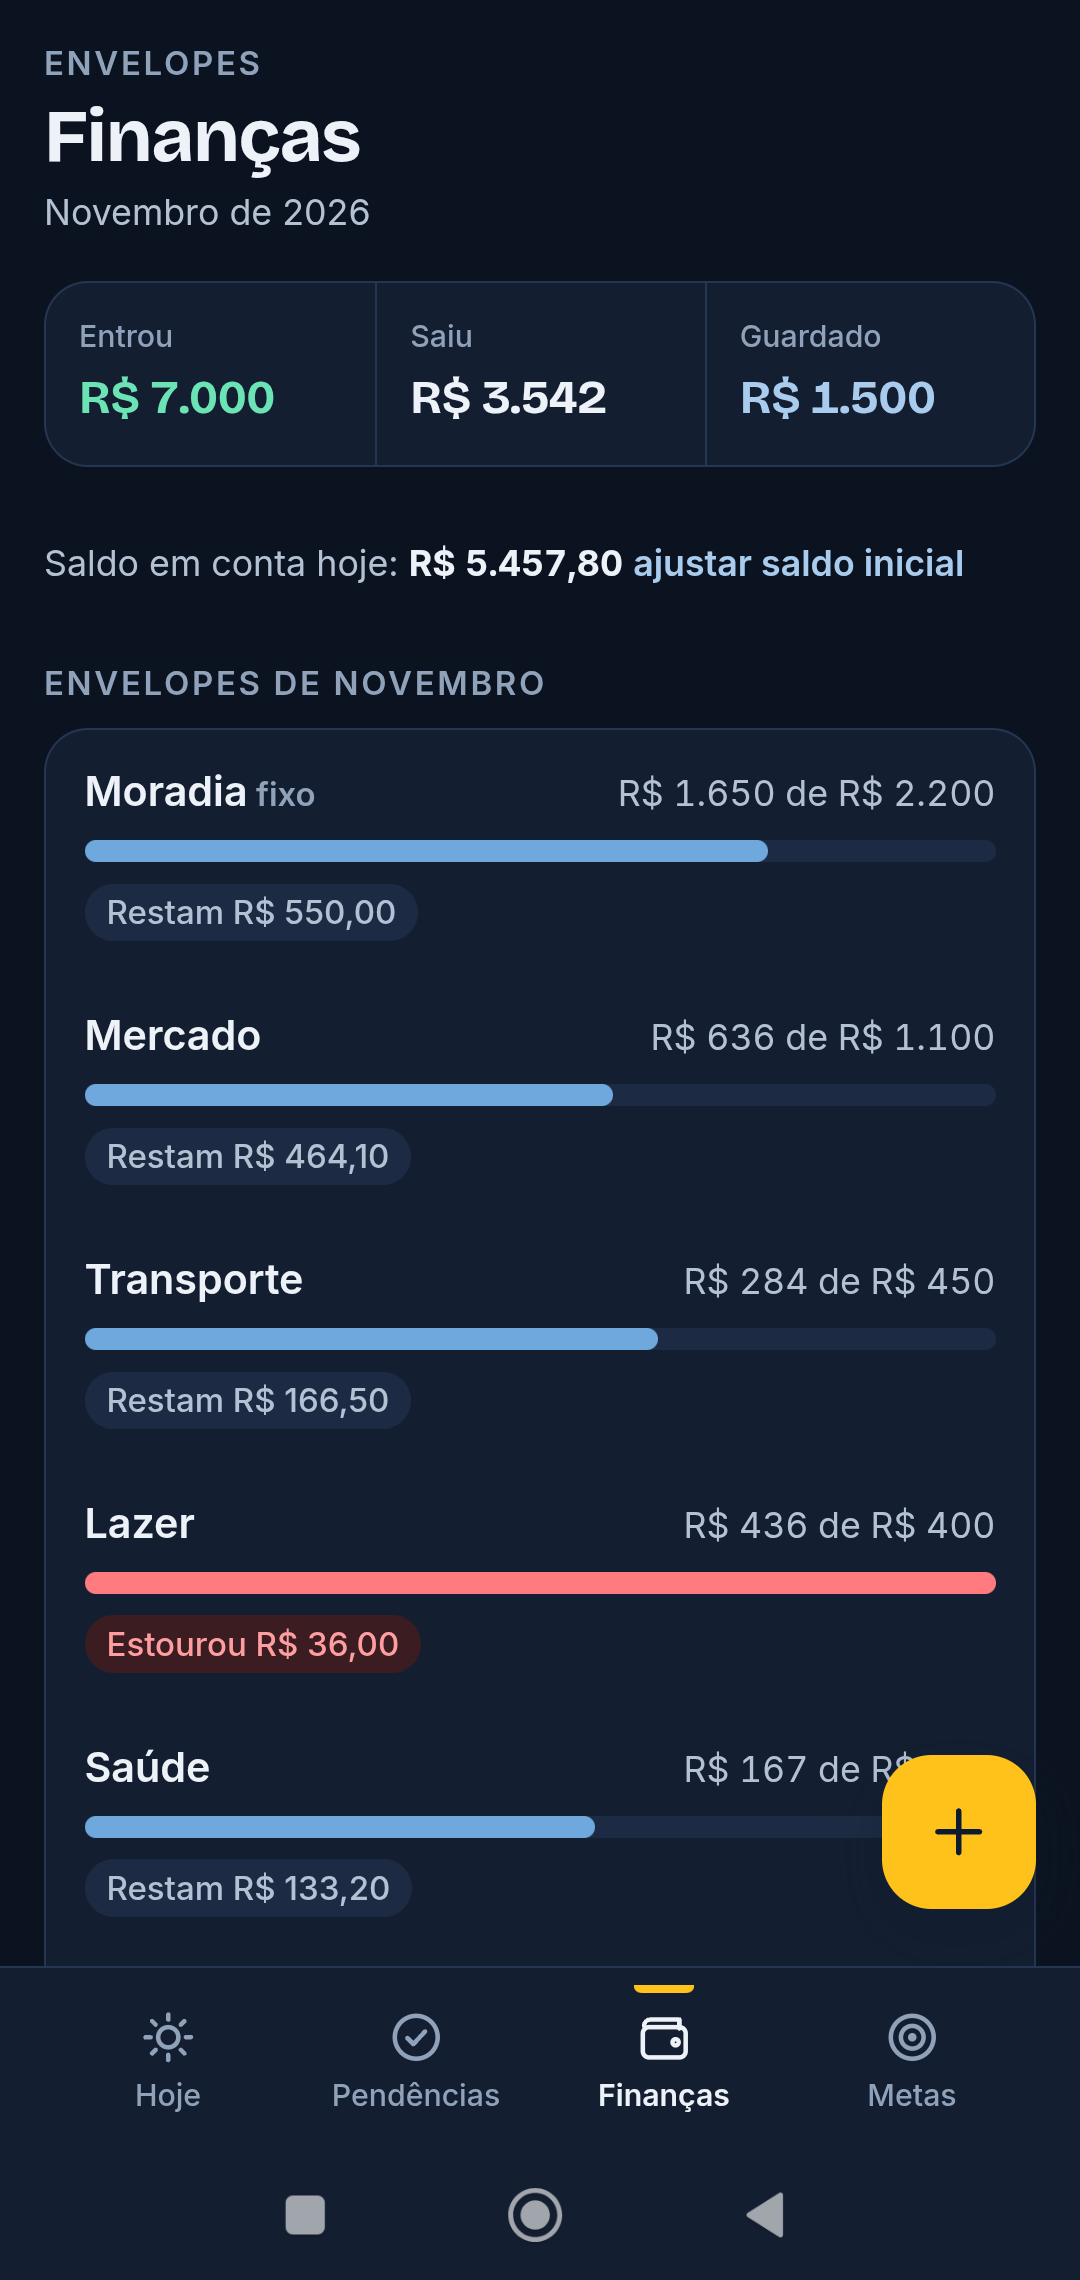 ENVELOPES
Finanças
Novembro de 2026
Entrou
R$ 7.000
Saiu
R$ 3.542
Guardado
R$ 1.500
Saldo em conta hoje: R$ 5.457,80 ajustar saldo inicial
ENVELOPES DE NOVEMBRO
Moradia fixo R$ 1.650 de R$ 2.200
Restam R$ 550,00
Mercado R$ 636 de R$ 1.100
Restam R$ 464,10
Transporte R$ 284 de R$ 450
Restam R$ 166,50
Lazer R$ 436 de R$ 400
Estourou R$ 36,00
Saúde R$ 167 de R$
Restam R$ 133,20
Hoje Pendências Finanças Metas